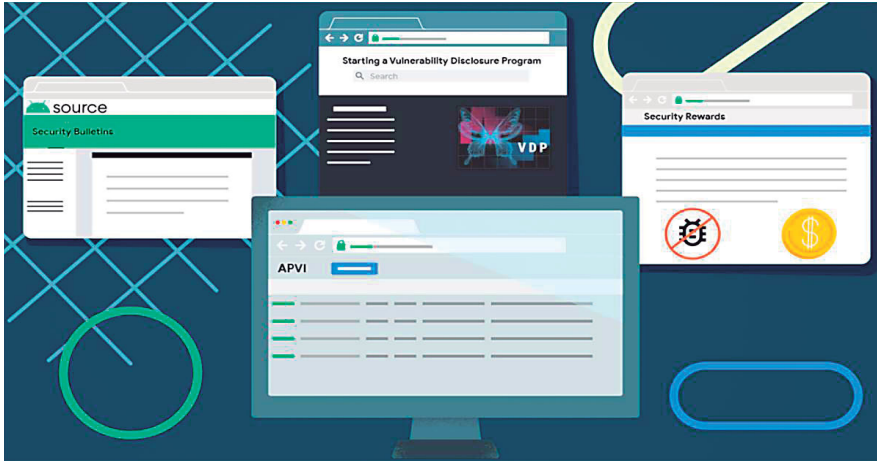 Starting a Vulnerability Disclosure Program
Search
VDP
source
Security Bulletins
Security Rewards
$
APVI